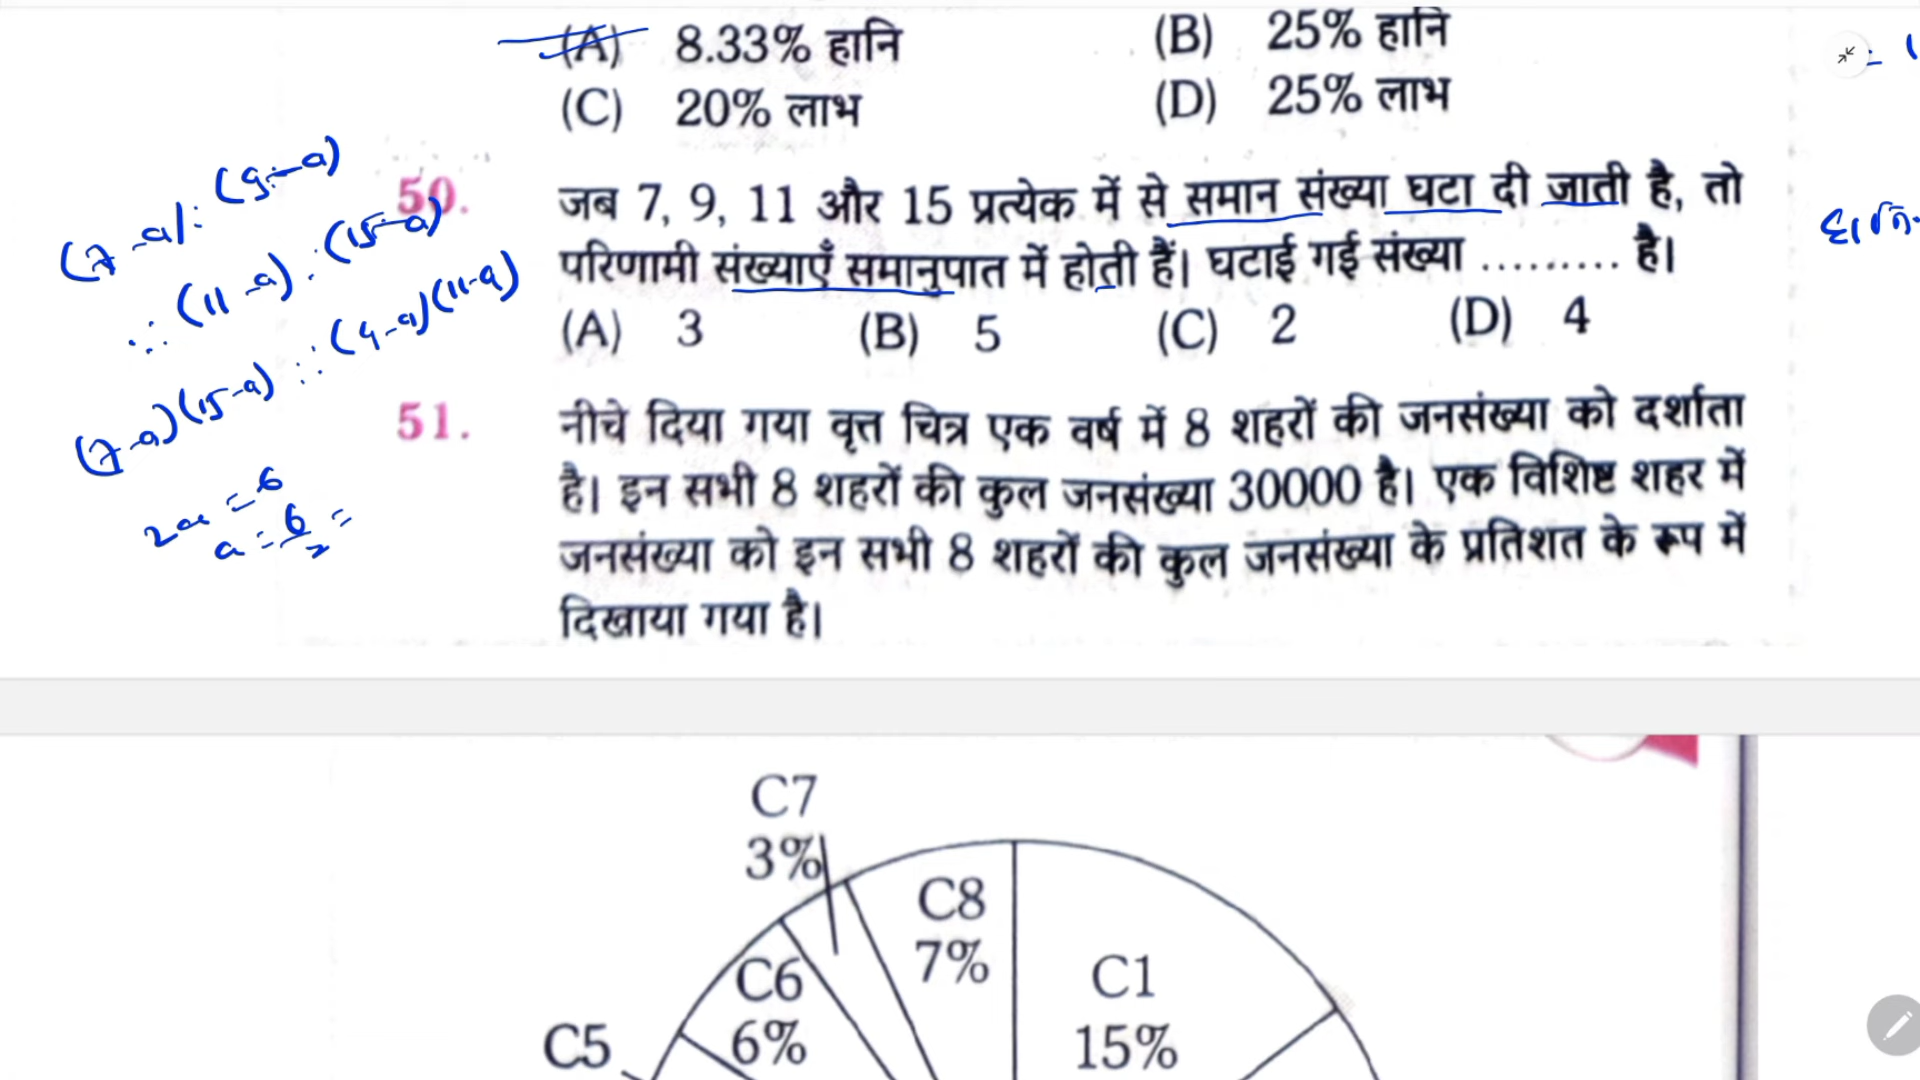 (A) 8.33% हानि (B) 25% हानि
(C) 20% लाभ (D) 25% लाभ
50. जब 7, 9, 11 और 15 प्रत्येक में से समान संख्या घटा दी जाती है, तो
परिणामी संख्याएँ समानुपात में होती हैं। घटाई गई संख्या ......... है।
(A) 3 (B) 5 (C) 2 (D) 4
51. नीचे दिया गया वृत्त चित्र एक वर्ष में 8 शहरों की जनसंख्या को दर्शाता
है। इन सभी 8 शहरों की कुल जनसंख्या 30000 है। एक विशिष्ट शहर में
जनसंख्या को इन सभी 8 शहरों की कुल जनसंख्या के प्रतिशत के रूप में
दिखाया गया है।
(7-a) : (9-a)
:: (11-a) : (15-a)
(7-a)(15-a) :: (9-a)(11-a)
2a = 6
a = 6/2 =
C7
3%
C8
7%
C1
15%
C6
6%
C5